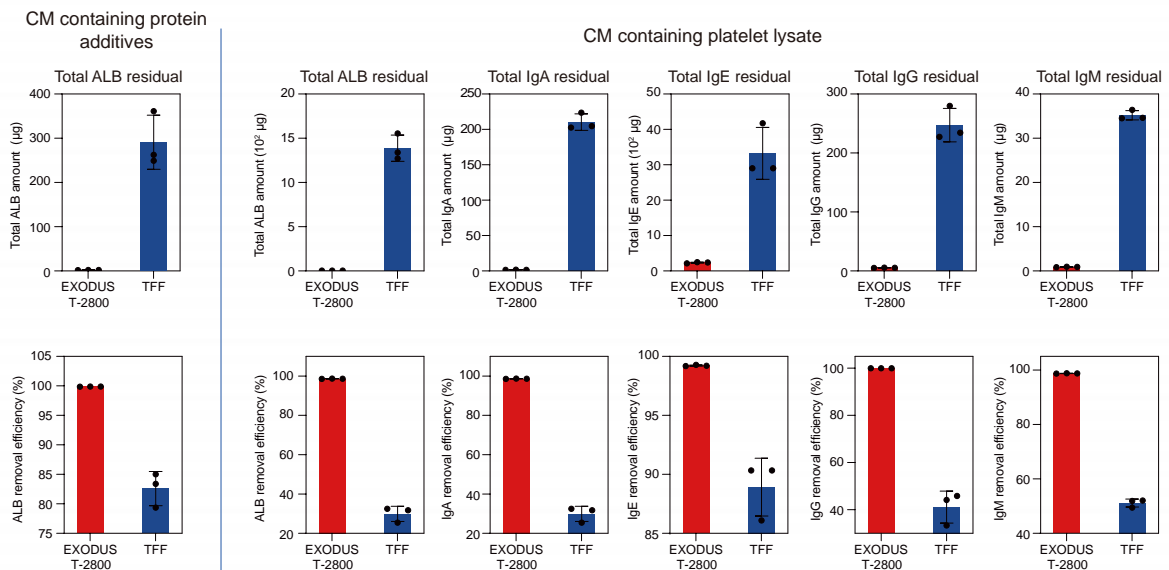 CM containing protein
additives
CM containing platelet lysate
Total ALB residual
Total ALB amount (µg)
400
300
200
100
0
EXODUS
T-2800
TFF
Total ALB residual
Total ALB amount (10² µg)
20
15
10
5
0
EXODUS
T-2800
TFF
Total IgA residual
Total IgA amount (µg)
250
200
150
100
50
0
EXODUS
T-2800
TFF
Total IgE residual
Total IgE amount (10² µg)
50
40
30
20
10
0
EXODUS
T-2800
TFF
Total IgG residual
Total IgG amount (µg)
300
200
100
0
EXODUS
T-2800
TFF
Total IgM residual
Total IgM amount (µg)
40
30
20
10
0
EXODUS
T-2800
TFF
ALB removal efficiency (%)
105
100
95
90
85
80
75
EXODUS
T-2800
TFF
ALB removal efficiency (%)
100
80
60
40
20
EXODUS
T-2800
TFF
IgA removal efficiency (%)
100
80
60
40
20
EXODUS
T-2800
TFF
IgE removal efficiency (%)
100
95
90
85
EXODUS
T-2800
TFF
IgG removal efficiency (%)
100
80
60
40
EXODUS
T-2800
TFF
IgM removal efficiency (%)
100
80
60
40
EXODUS
T-2800
TFF